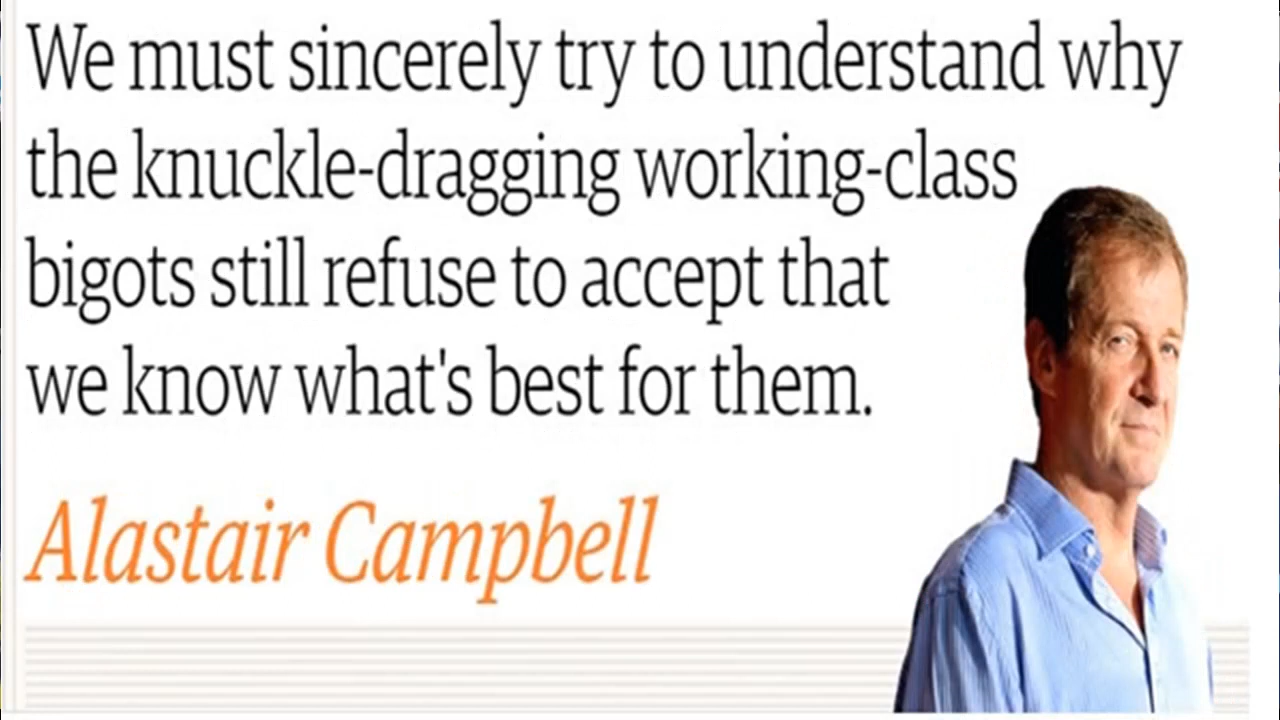 We must sincerely try to understand why
the knuckle-dragging working-class
bigots still refuse to accept that
we know what's best for them.
Alastair Campbell